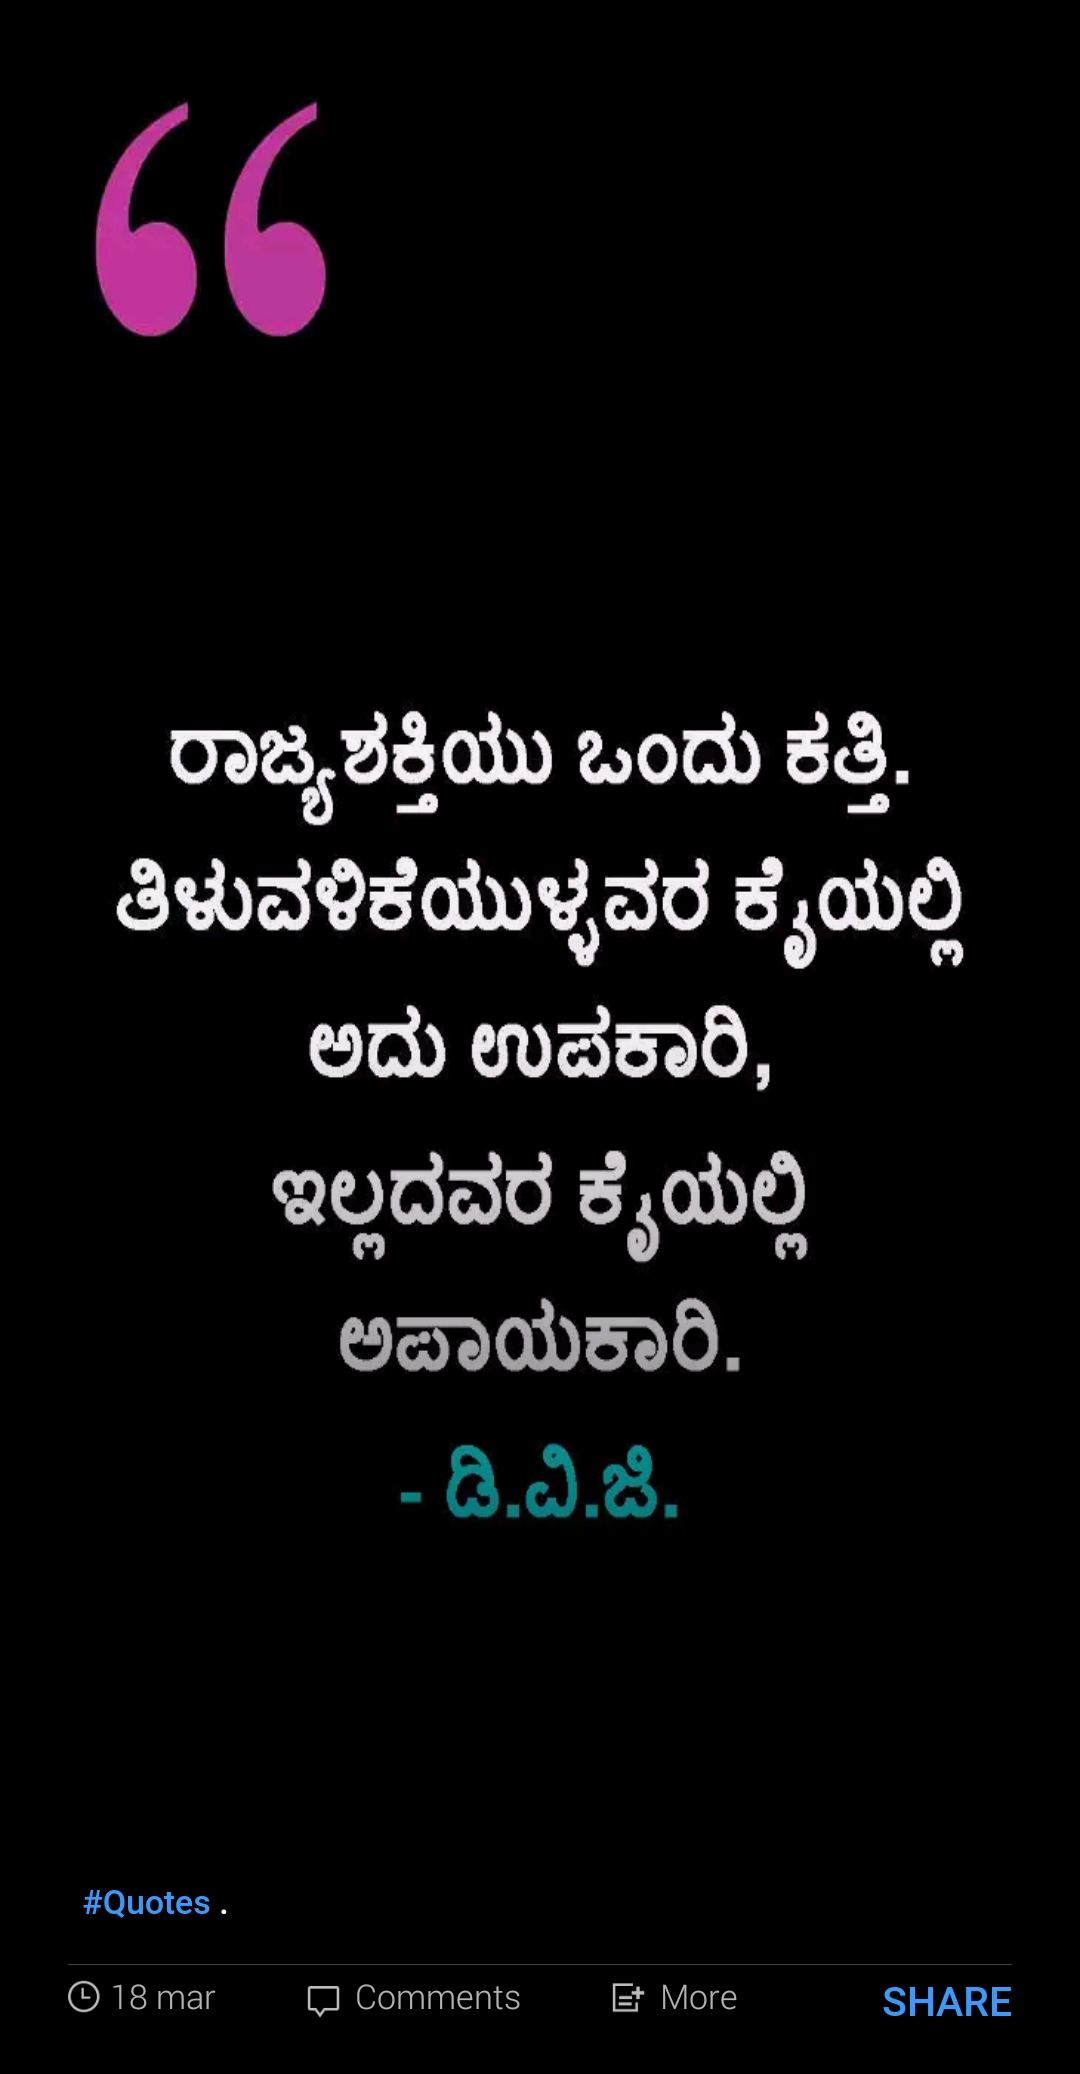 “
ರಾಜ್ಯಶಕ್ತಿಯು ಒಂದು ಕತ್ತಿ.
ತಿಳುವಳಿಕೆಯುಳ್ಳವರ ಕೈಯಲ್ಲಿ
ಅದು ಉಪಕಾರಿ,
ಇಲ್ಲದವರ ಕೈಯಲ್ಲಿ
ಅಪಾಯಕಾರಿ.
- ಡಿ.ವಿ.ಜಿ.
#Quotes .
18 mar Comments More SHARE